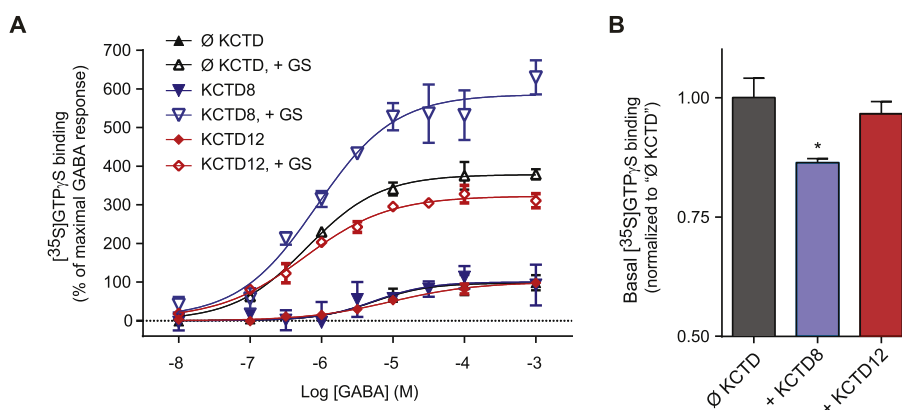 A
[³⁵S]GTPγS binding
(% of maximal GABA response)
700
600
500
400
300
200
100
0
Ø KCTD
Ø KCTD, + GS
KCTD8
KCTD8, + GS
KCTD12
KCTD12, + GS
-8
-7
-6
-5
-4
-3
Log [GABA] (M)
B
Basal [³⁵S]GTPγS binding
(normalized to “Ø KCTD”)
1.00
0.75
0.50
*
Ø KCTD
+ KCTD8
+ KCTD12